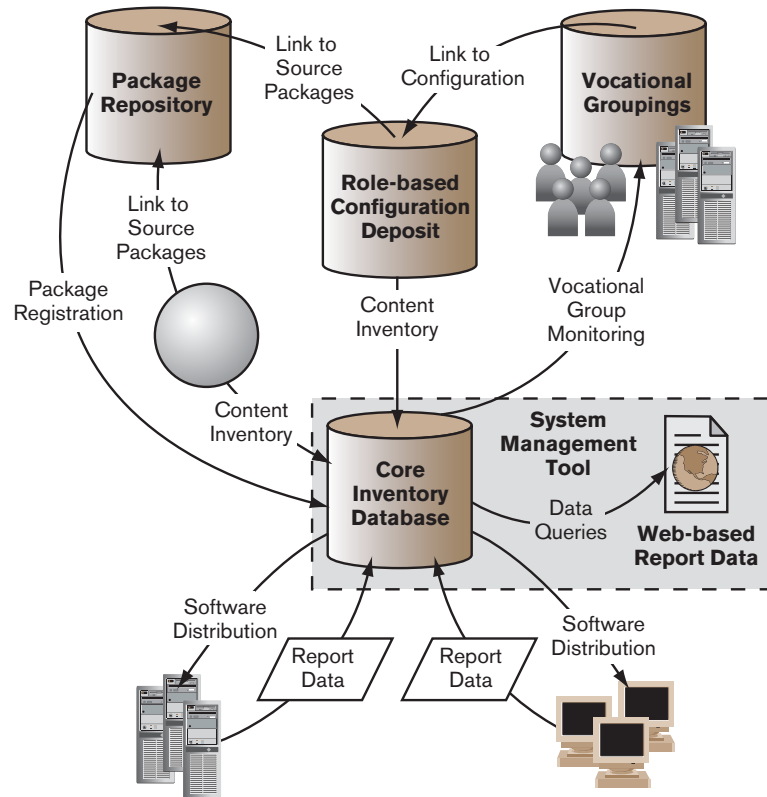 Link to
Source
Packages
Link to
Configuration
Package
Repository
Vocational
Groupings
Role-based
Configuration
Deposit
Link to
Source
Packages
Package
Registration
Content
Inventory
Vocational
Group
Monitoring
Content
Inventory
System
Management
Tool
Core
Inventory
Database
Data
Queries
Web-based
Report Data
Software
Distribution
Report
Data
Report
Data
Software
Distribution